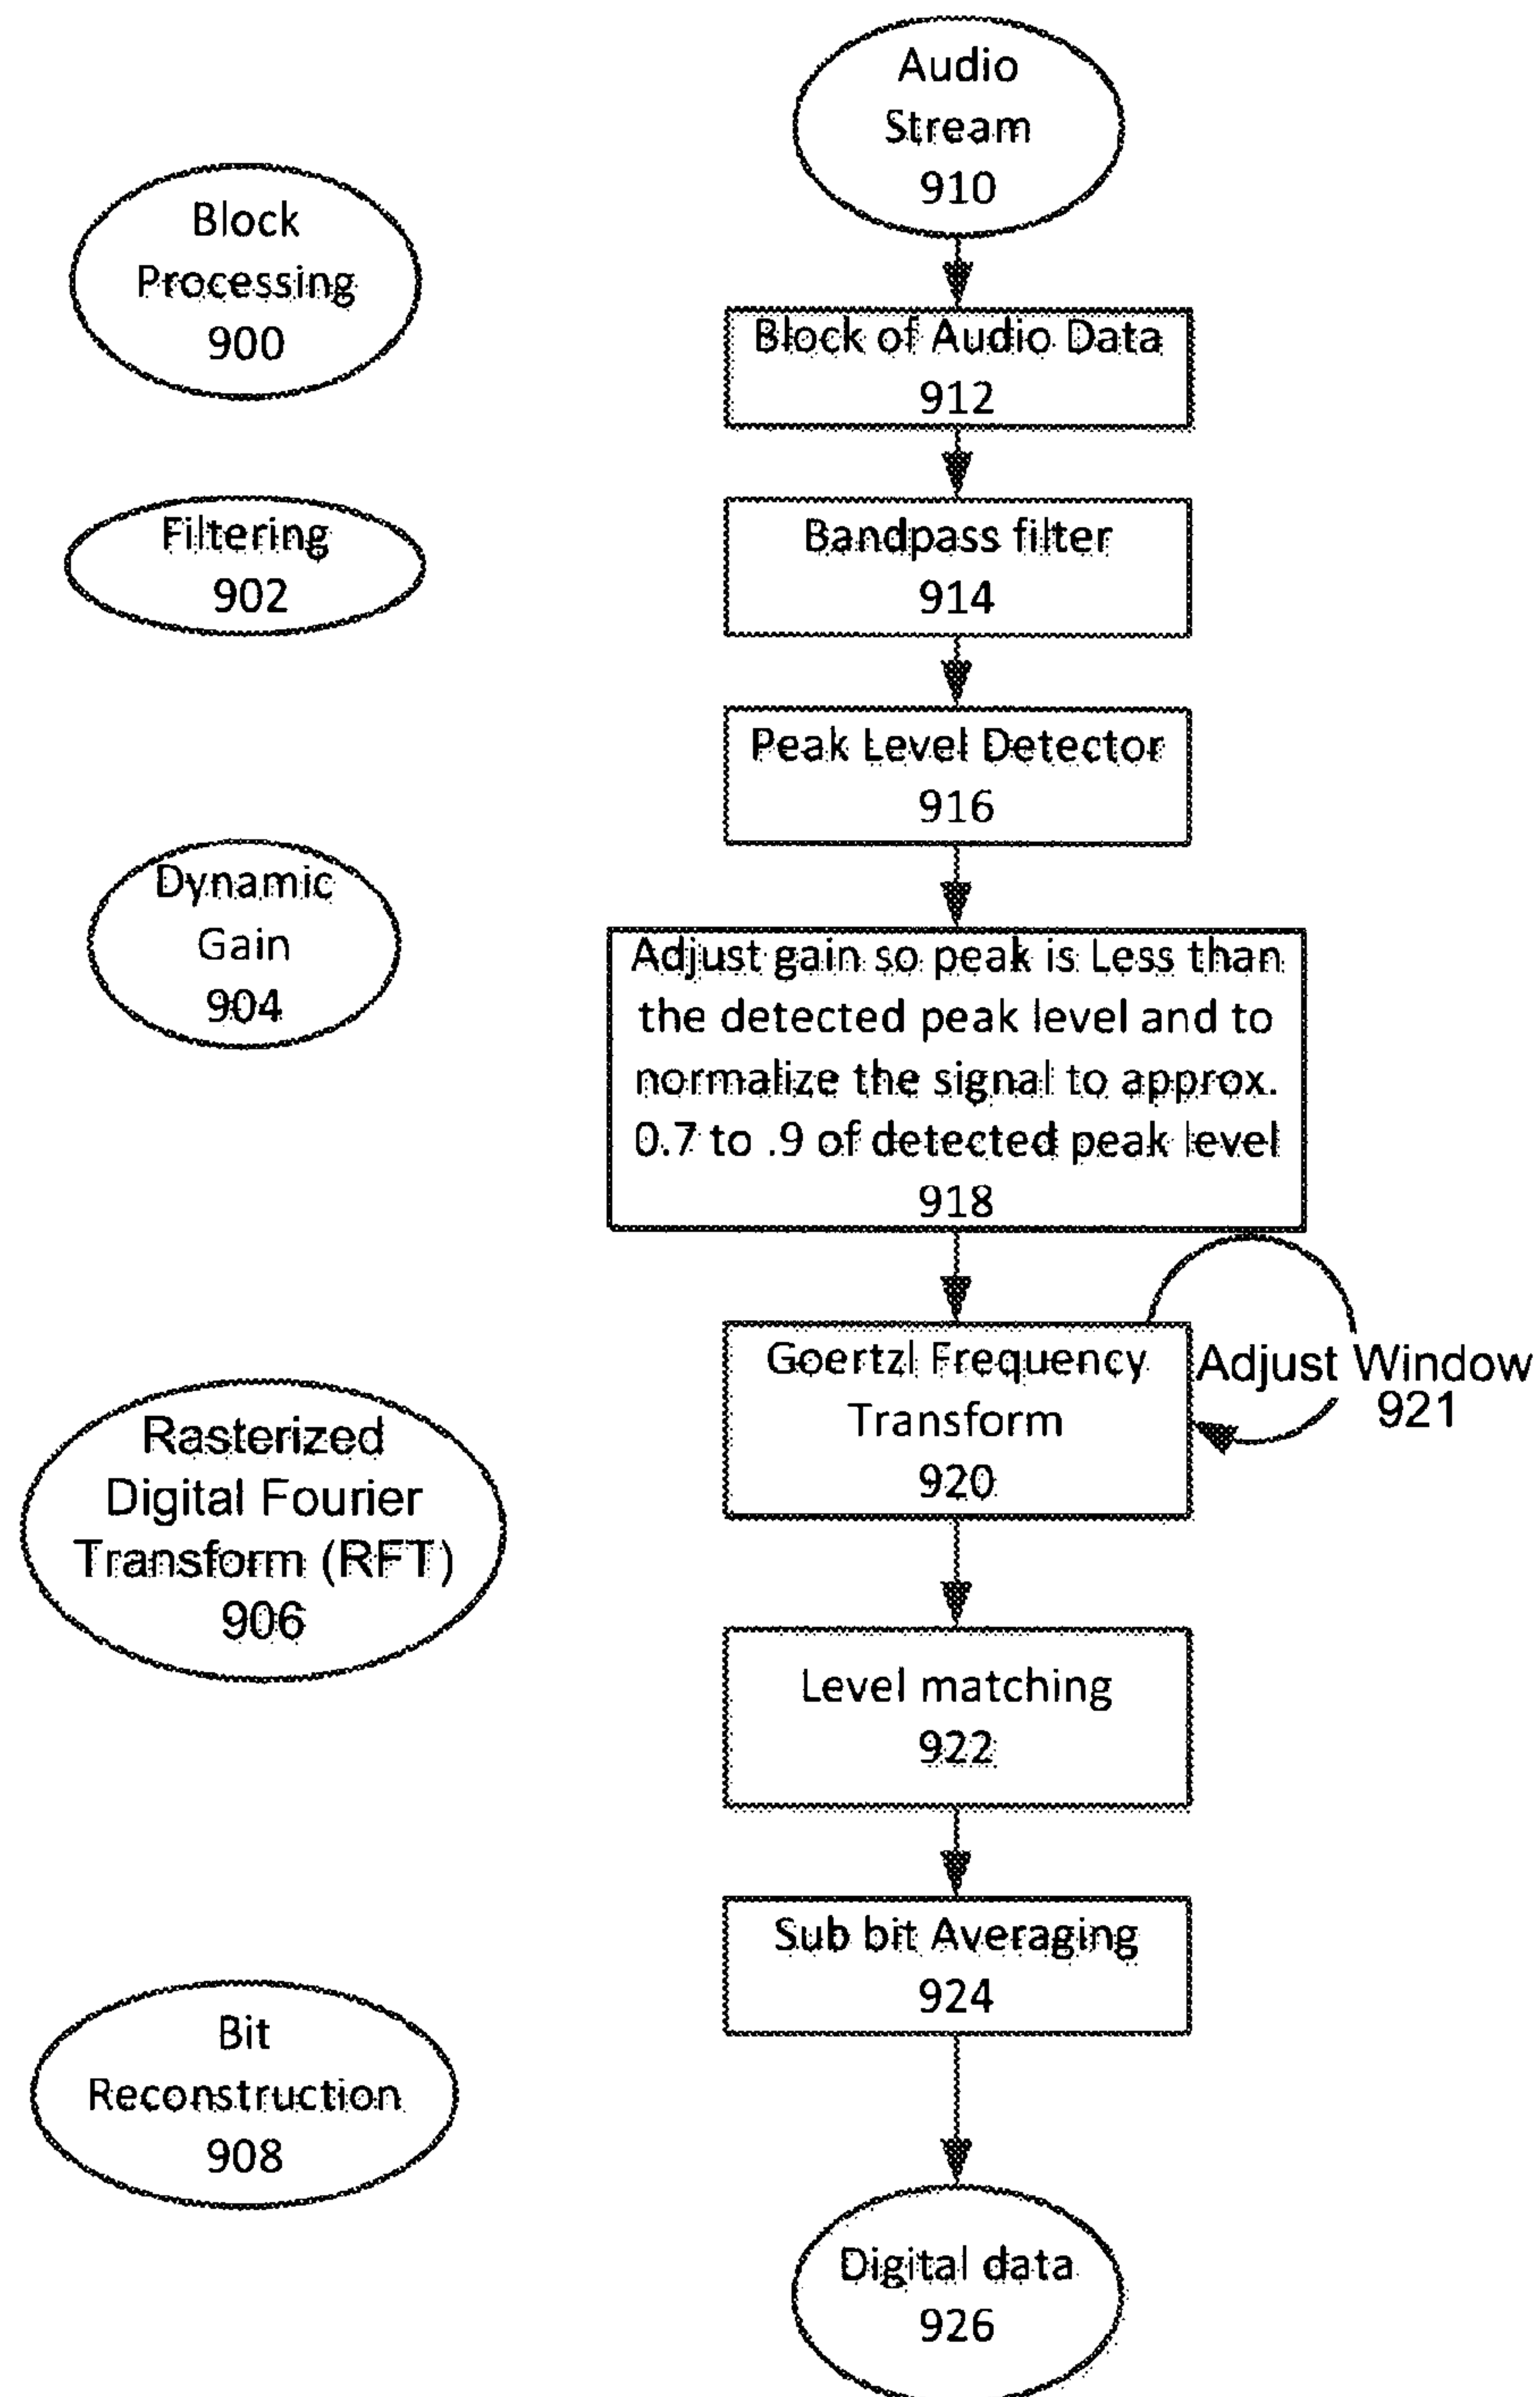 Audio
Stream
910
Block
Processing
900
Block of Audio Data
912
Filtering
902
Bandpass filter
914
Peak Level Detector
916
Dynamic
Gain
904
Adjust gain so peak is Less than
the detected peak level and to
normalize the signal to approx.
0.7 to .9 of detected peak level
918
Goertzl Frequency
Transform
920
Adjust Window
921
Rasterized
Digital Fourier
Transform (RFT)
906
Level matching
922
Sub bit Averaging
924
Bit
Reconstruction
908
Digital data
926